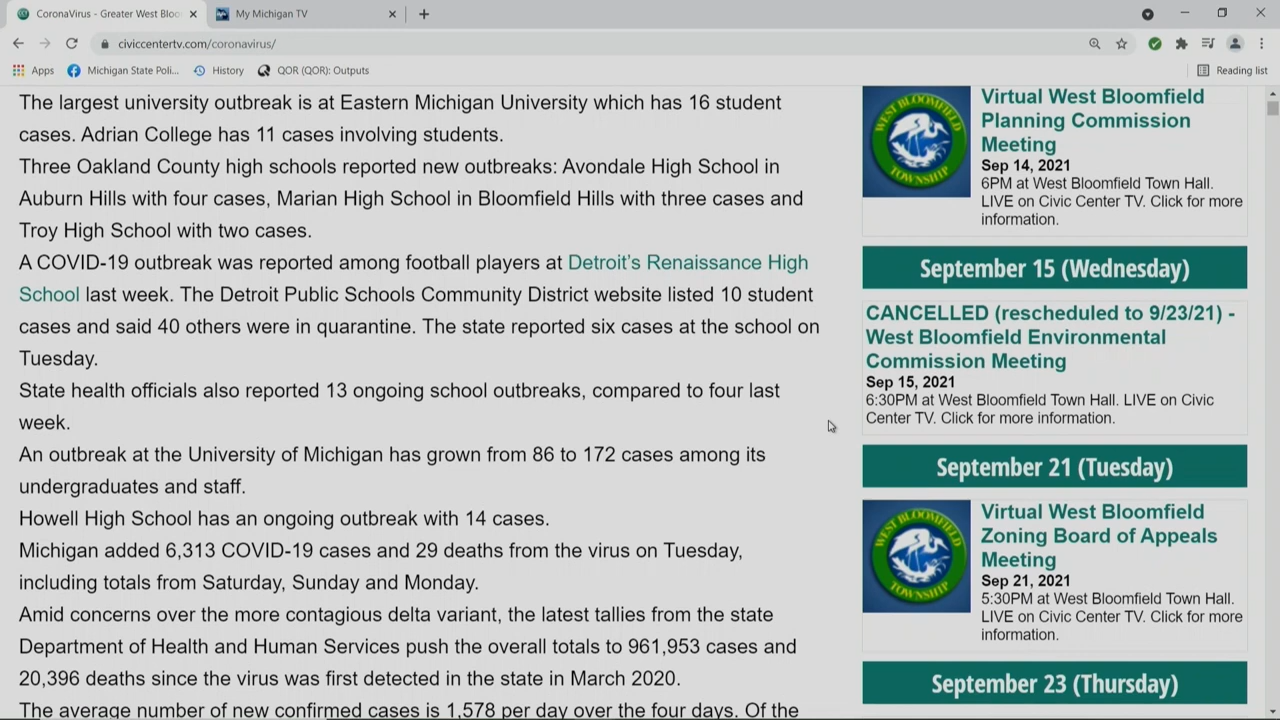 CoronaVirus - Greater West Bloo
My Michigan TV
civiccentertv.com/coronavirus/
Apps
Michigan State Poli...
History
QOR (QOR): Outputs
Reading list
The largest university outbreak is at Eastern Michigan University which has 16 student
cases. Adrian College has 11 cases involving students.
Three Oakland County high schools reported new outbreaks: Avondale High School in
Auburn Hills with four cases, Marian High School in Bloomfield Hills with three cases and
Troy High School with two cases.
A COVID-19 outbreak was reported among football players at Detroit's Renaissance High
School last week. The Detroit Public Schools Community District website listed 10 student
cases and said 40 others were in quarantine. The state reported six cases at the school on
Tuesday.
State health officials also reported 13 ongoing school outbreaks, compared to four last
week.
An outbreak at the University of Michigan has grown from 86 to 172 cases among its
undergraduates and staff.
Howell High School has an ongoing outbreak with 14 cases.
Michigan added 6,313 COVID-19 cases and 29 deaths from the virus on Tuesday,
including totals from Saturday, Sunday and Monday.
Amid concerns over the more contagious delta variant, the latest tallies from the state
Department of Health and Human Services push the overall totals to 961,953 cases and
20,396 deaths since the virus was first detected in the state in March 2020.
The average number of new confirmed cases is 1,578 per day over the four days. Of the
WEST BLOOMFIELD
TOWNSHIP
Virtual West Bloomfield
Planning Commission
Meeting
Sep 14, 2021
6PM at West Bloomfield Town Hall.
LIVE on Civic Center TV. Click for more
information.
September 15 (Wednesday)
CANCELLED (rescheduled to 9/23/21) -
West Bloomfield Environmental
Commission Meeting
Sep 15, 2021
6:30PM at West Bloomfield Town Hall. LIVE on Civic
Center TV. Click for more information.
September 21 (Tuesday)
WEST BLOOMFIELD
TOWNSHIP
Virtual West Bloomfield
Zoning Board of Appeals
Meeting
Sep 21, 2021
5:30PM at West Bloomfield Town Hall.
LIVE on Civic Center TV. Click for more
information.
September 23 (Thursday)